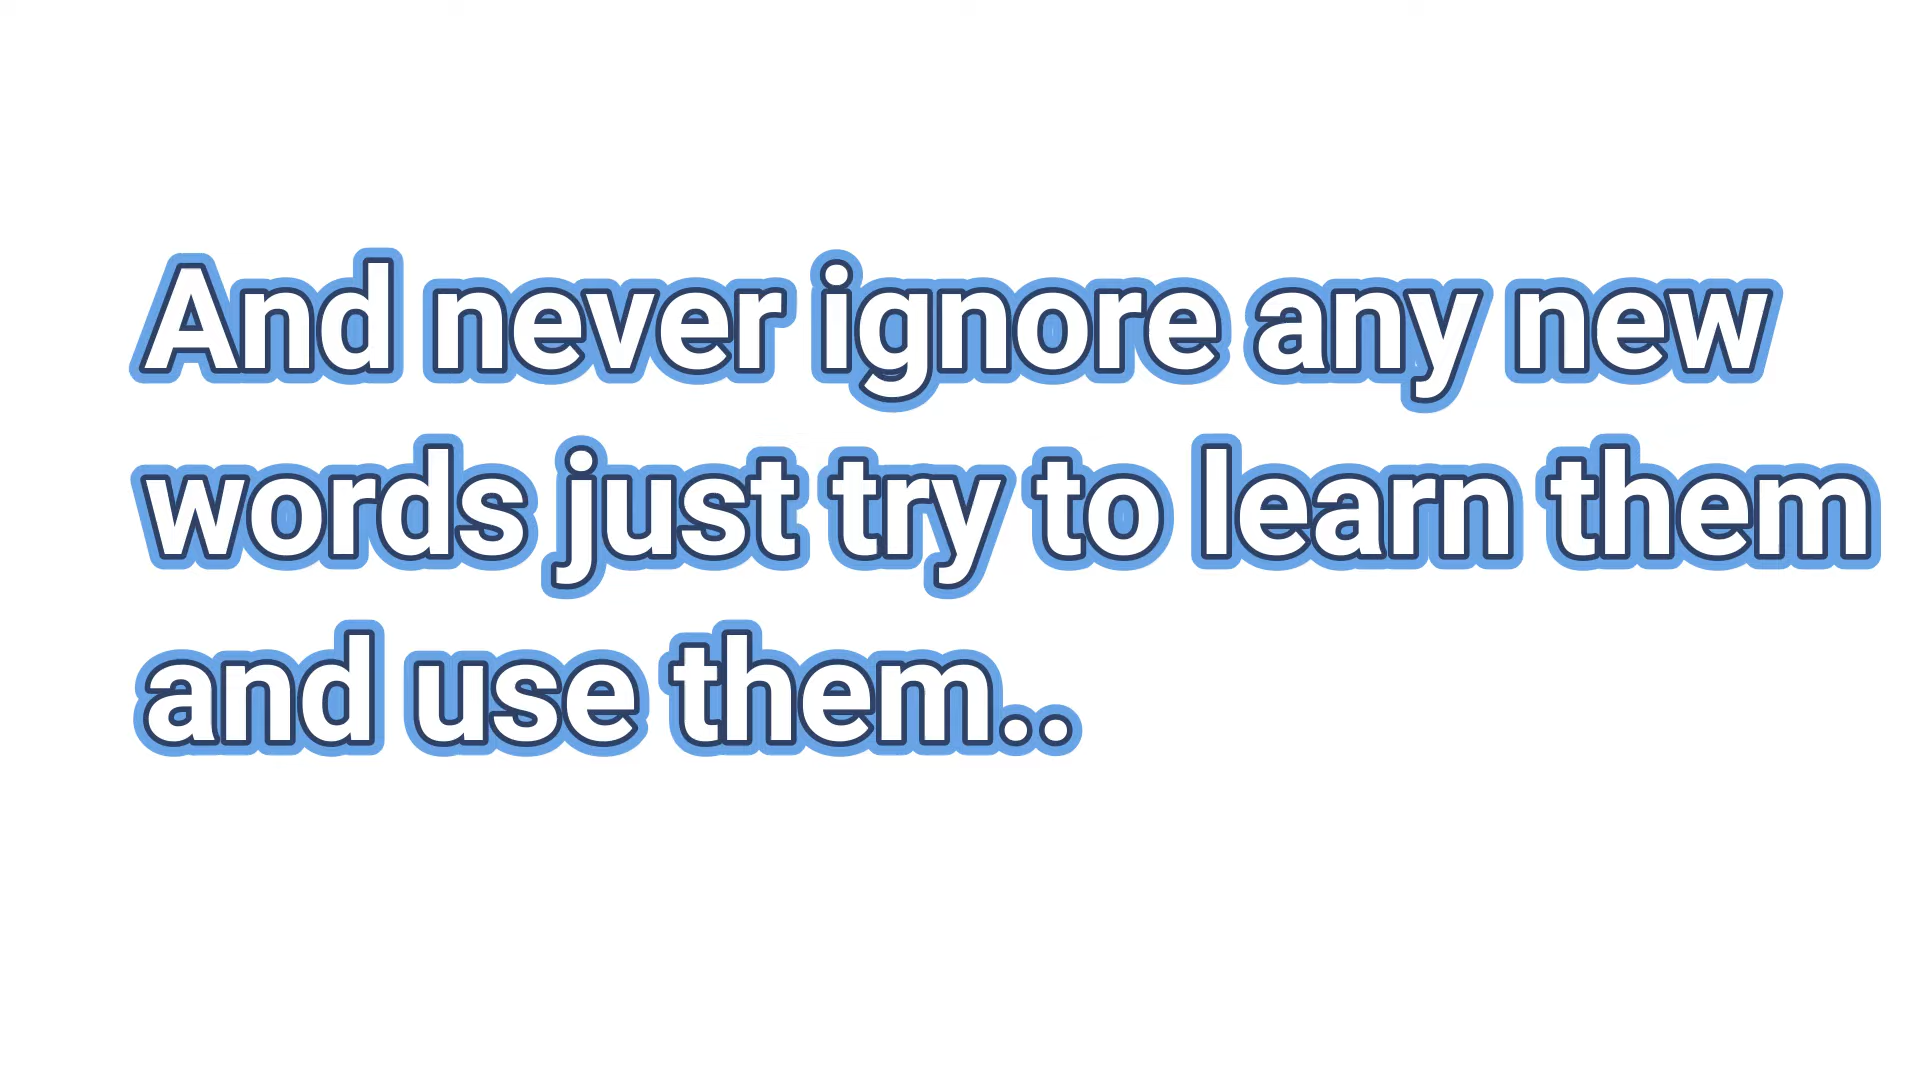 And never ignore any new
words just try to learn them
and use them..